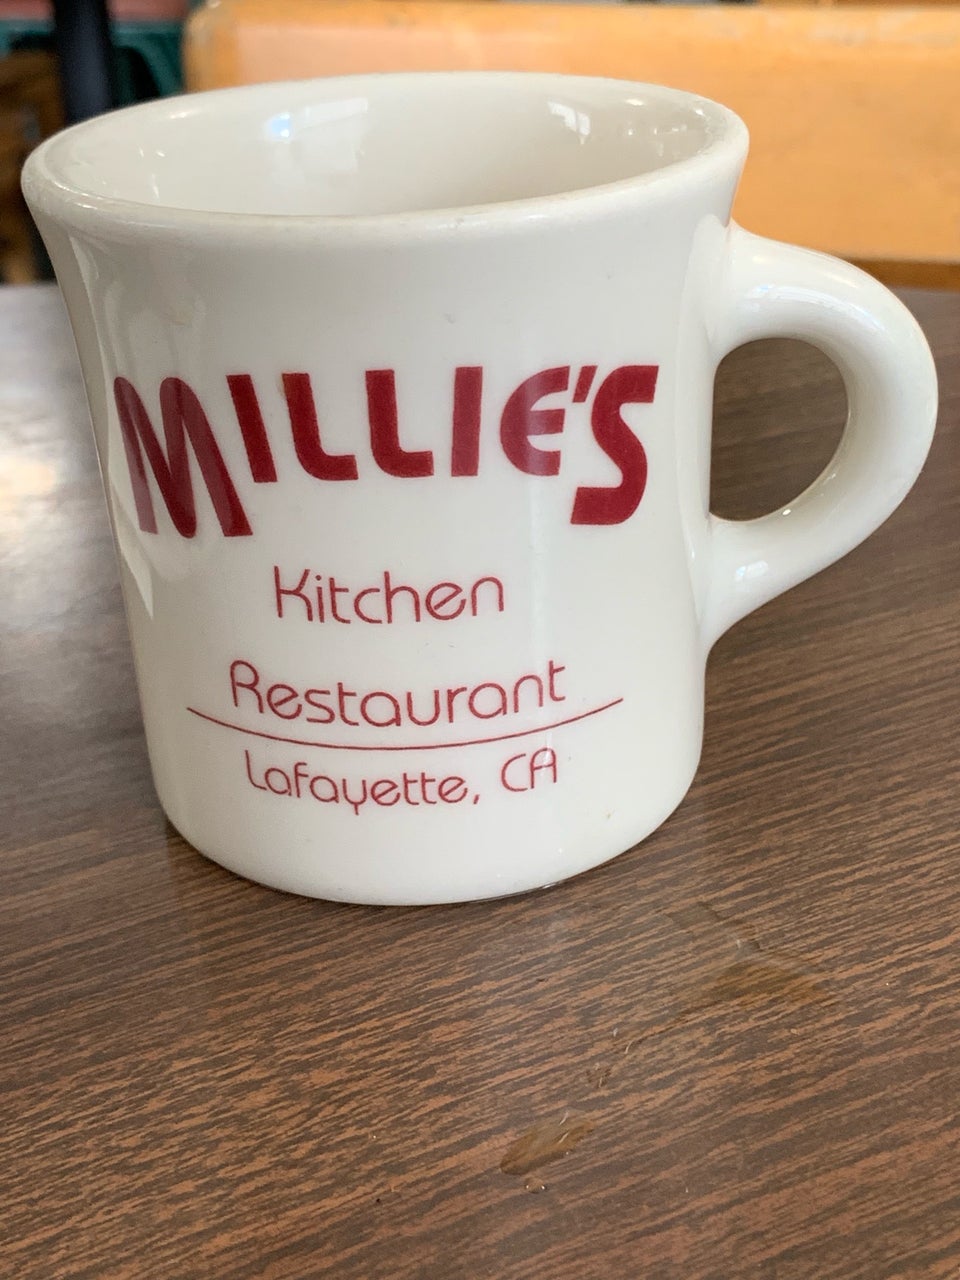 MILLIE'S
Kitchen
Restaurant
Lafayette, CA